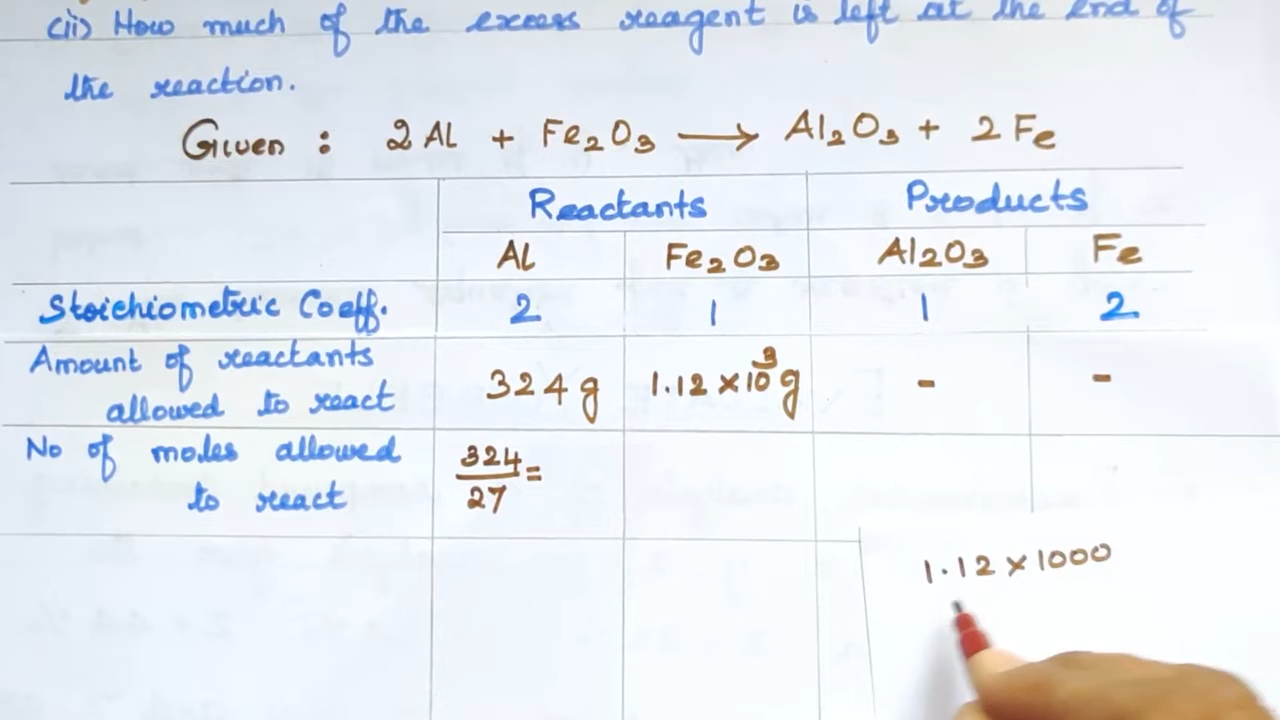 (ii) How much of the excess reagent is left at the end of
the reaction.
Given : 2Al + Fe₂O₃ ⟶ Al₂O₃ + 2Fe
Reactants Products
Al Fe₂O₃ Al₂O₃ Fe
Stoichiometric Coeff. 2 1 1 2
Amount of reactants
allowed to react 324g 1.12 × 10³g - -
No of moles allowed
to react 324/27 =
1.12 × 1000